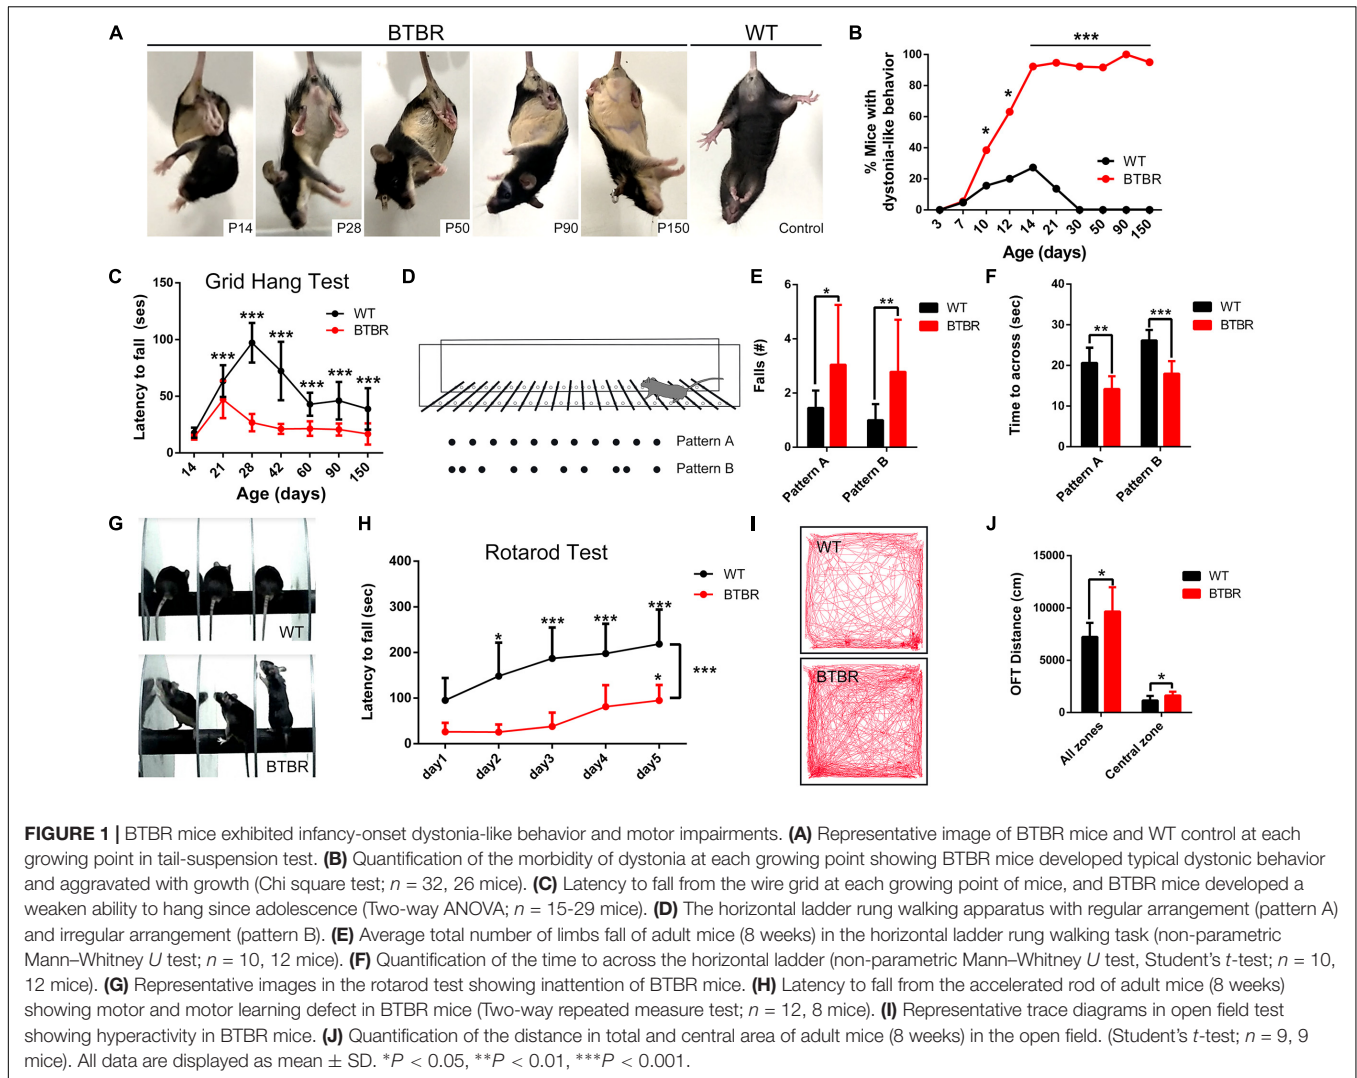 A
BTBR
WT
P14
P28
P50
P90
P150
Control
B
***
% Mice with
dystonia-like behavior
100
80
60
40
20
0
*
*
WT
BTBR
3 7 10 12 14 21 30 50 90 150
Age (days)
C
Grid Hang Test
Latency to fall (ses)
150
100
50
0
WT
BTBR
*** *** *** *** *** ***
14 21 28 42 60 90 150
Age (days)
D
Pattern A
Pattern B
E
Falls (#)
6
4
2
0
*
**
WT
BTBR
Pattern A Pattern B
F
Time to across (sec)
40
30
20
10
0
**
***
WT
BTBR
Pattern A Pattern B
G
WT
BTBR
H
Rotarod Test
Latency to fall (sec)
400
300
200
100
0
WT
BTBR
* *** *** ***
*
***
day1 day2 day3 day4 day5
I
WT
BTBR
J
OFT Distance (cm)
15000
10000
5000
0
*
*
WT
BTBR
All zones Central zone
FIGURE 1 | BTBR mice exhibited infancy-onset dystonia-like behavior and motor impairments. (A) Representative image of BTBR mice and WT control at each
growing point in tail-suspension test. (B) Quantification of the morbidity of dystonia at each growing point showing BTBR mice developed typical dystonic behavior
and aggravated with growth (Chi square test; n = 32, 26 mice). (C) Latency to fall from the wire grid at each growing point of mice, and BTBR mice developed a
weaken ability to hang since adolescence (Two-way ANOVA; n = 15-29 mice). (D) The horizontal ladder rung walking apparatus with regular arrangement (pattern A)
and irregular arrangement (pattern B). (E) Average total number of limbs fall of adult mice (8 weeks) in the horizontal ladder rung walking task (non-parametric
Mann–Whitney U test; n = 10, 12 mice). (F) Quantification of the time to across the horizontal ladder (non-parametric Mann–Whitney U test, Student's t-test; n = 10,
12 mice). (G) Representative images in the rotarod test showing inattention of BTBR mice. (H) Latency to fall from the accelerated rod of adult mice (8 weeks)
showing motor and motor learning defect in BTBR mice (Two-way repeated measure test; n = 12, 8 mice). (I) Representative trace diagrams in open field test
showing hyperactivity in BTBR mice. (J) Quantification of the distance in total and central area of adult mice (8 weeks) in the open field. (Student's t-test; n = 9, 9
mice). All data are displayed as mean ± SD. *P < 0.05, **P < 0.01, ***P < 0.001.